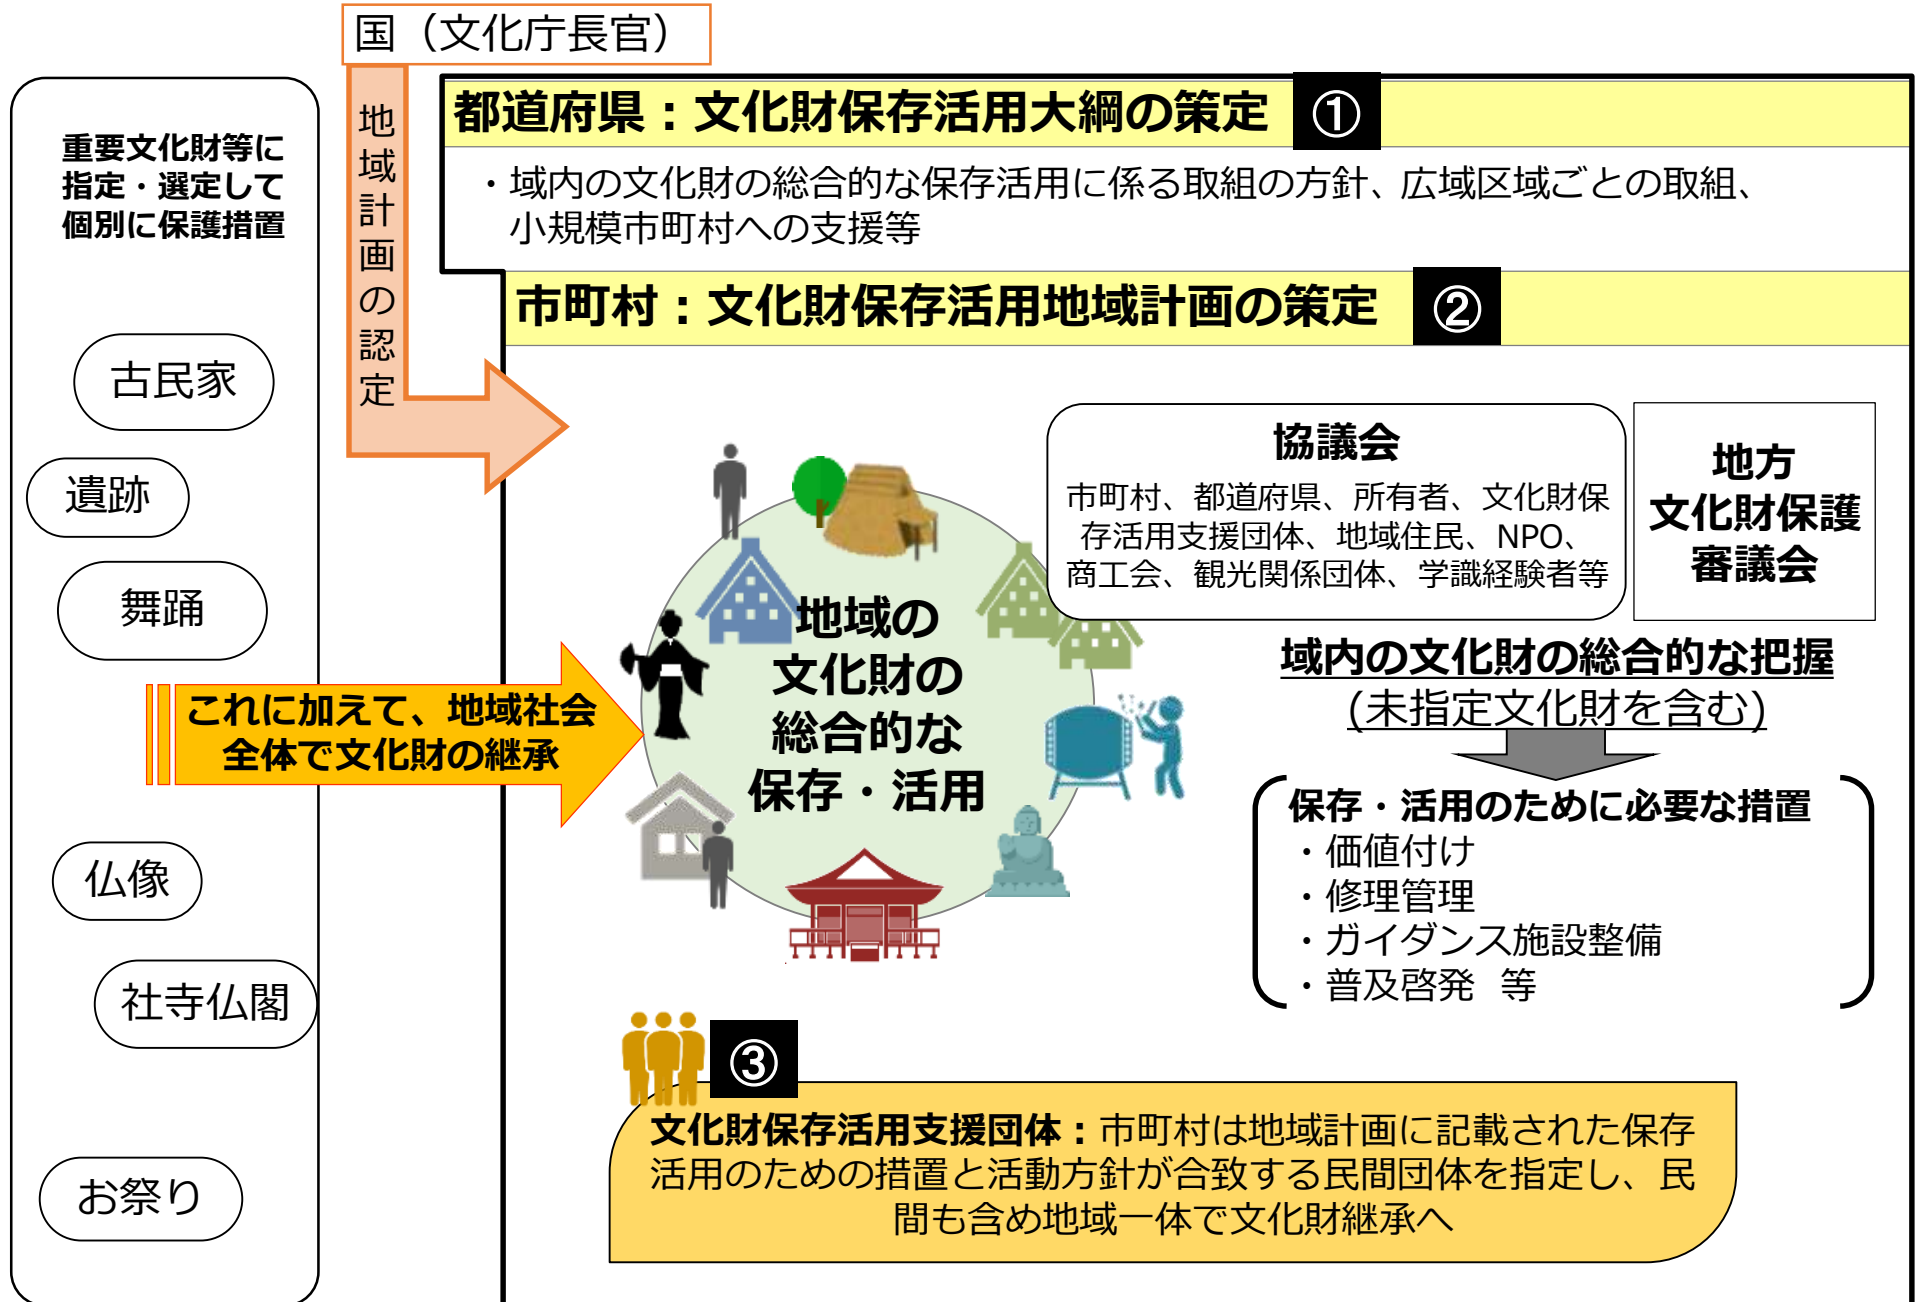 国（文化庁長官）
地域計画の認定
重要文化財等に
指定・選定して
個別に保護措置
古民家
遺跡
舞踊
これに加えて、地域社会
全体で文化財の継承
仏像
社寺仏閣
お祭り
都道府県：文化財保存活用大綱の策定 ①
・域内の文化財の総合的な保存活用に係る取組の方針、広域区域ごとの取組、
小規模市町村への支援等
市町村：文化財保存活用地域計画の策定 ②
地域の
文化財の
総合的な
保存・活用
協議会
市町村、都道府県、所有者、文化財保
存活用支援団体、地域住民、NPO、
商工会、観光関係団体、学識経験者等
地方
文化財保護
審議会
域内の文化財の総合的な把握
(未指定文化財を含む)
保存・活用のために必要な措置
・価値付け
・修理管理
・ガイダンス施設整備
・普及啓発 等
③
文化財保存活用支援団体：市町村は地域計画に記載された保存
活用のための措置と活動方針が合致する民間団体を指定し、民
間も含め地域一体で文化財継承へ